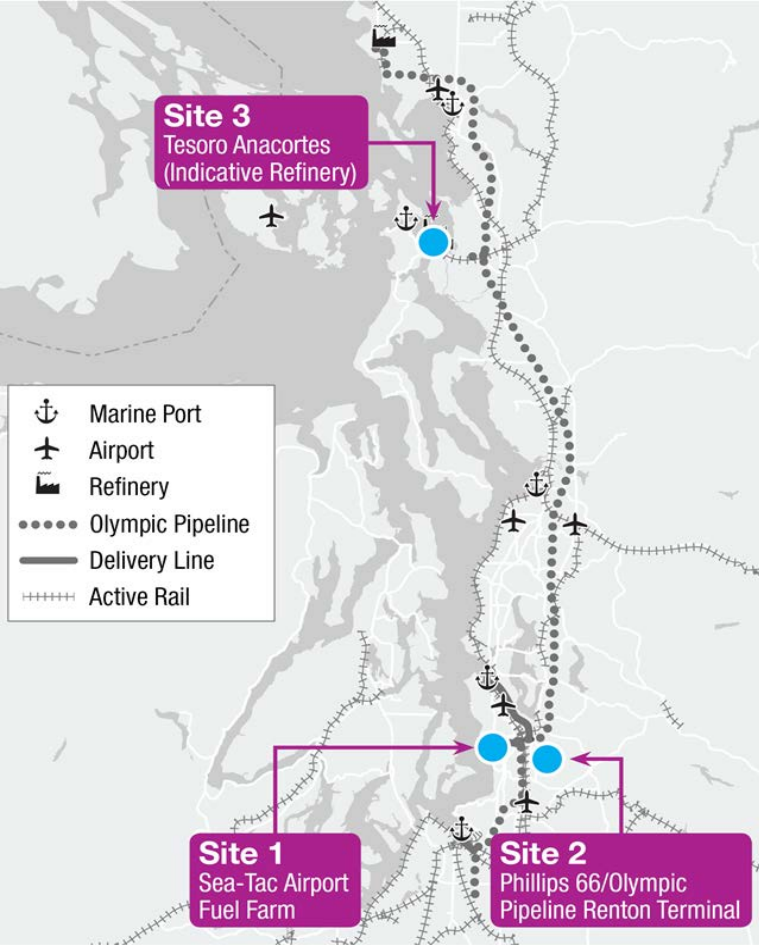 Site 3
Tesoro Anacortes
(Indicative Refinery)
Marine Port
Airport
Refinery
Olympic Pipeline
Delivery Line
Active Rail
Site 1
Sea-Tac Airport
Fuel Farm
Site 2
Phillips 66/Olympic
Pipeline Renton Terminal